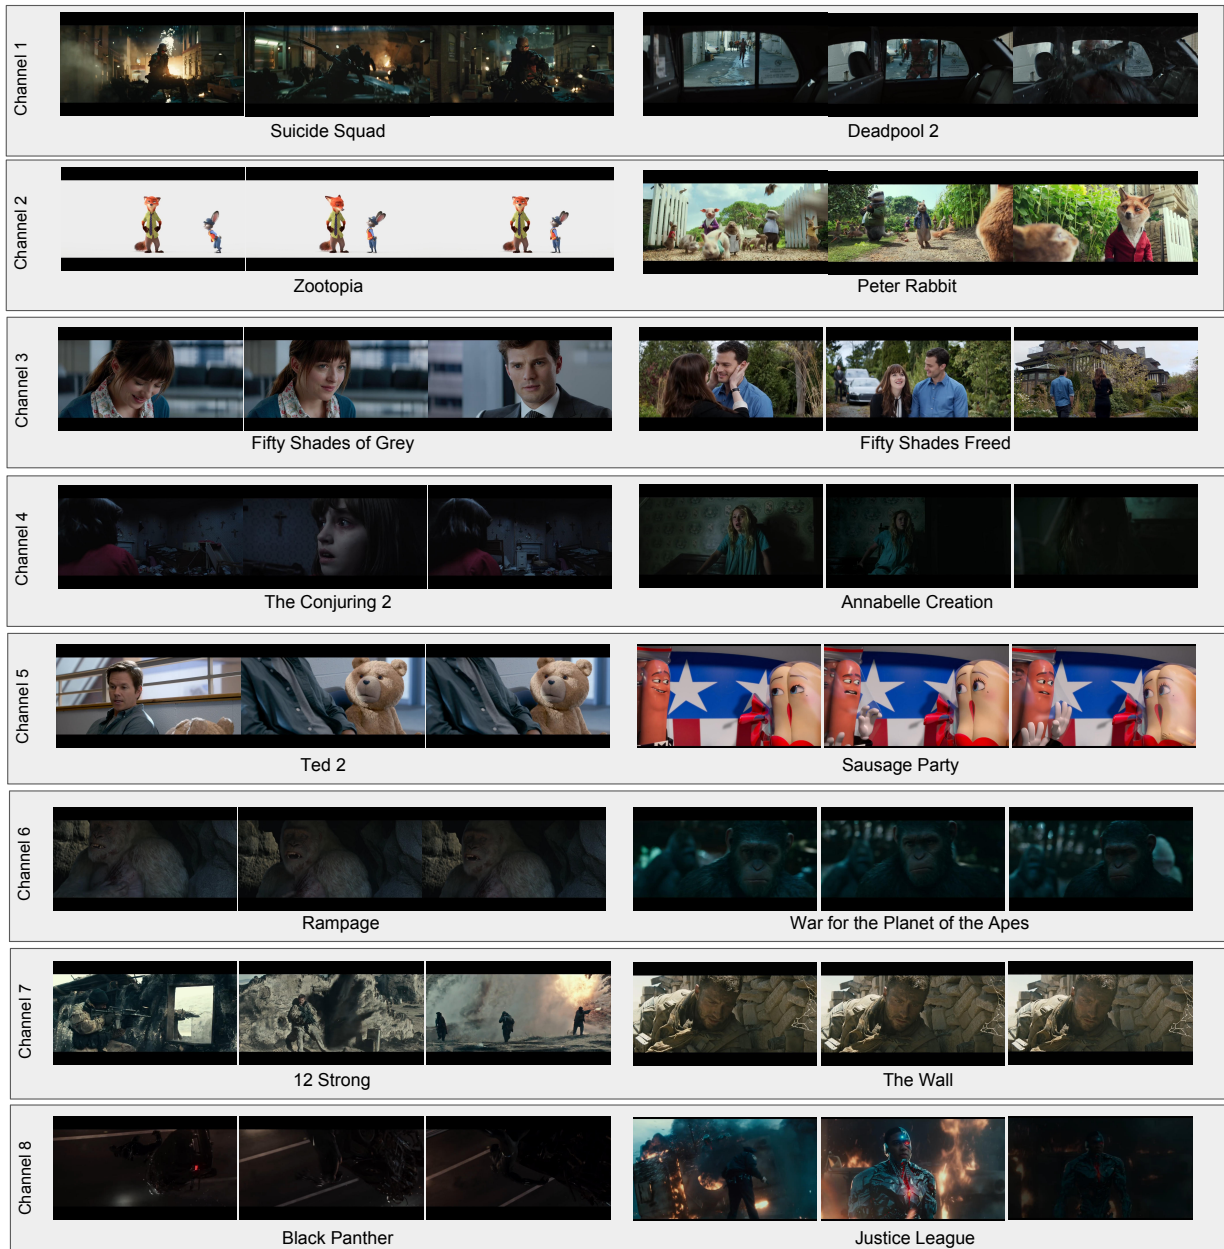 Channel 1
Suicide Squad
Deadpool 2
Channel 2
Zootopia
Peter Rabbit
Channel 3
Fifty Shades of Grey
Fifty Shades Freed
Channel 4
The Conjuring 2
Annabelle Creation
Channel 5
Ted 2
Sausage Party
Channel 6
Rampage
War for the Planet of the Apes
Channel 7
12 Strong
The Wall
Channel 8
Black Panther
Justice League